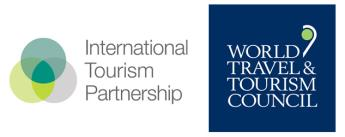 International
Tourism
Partnership
WORLD
TRAVEL &
TOURISM
COUNCIL